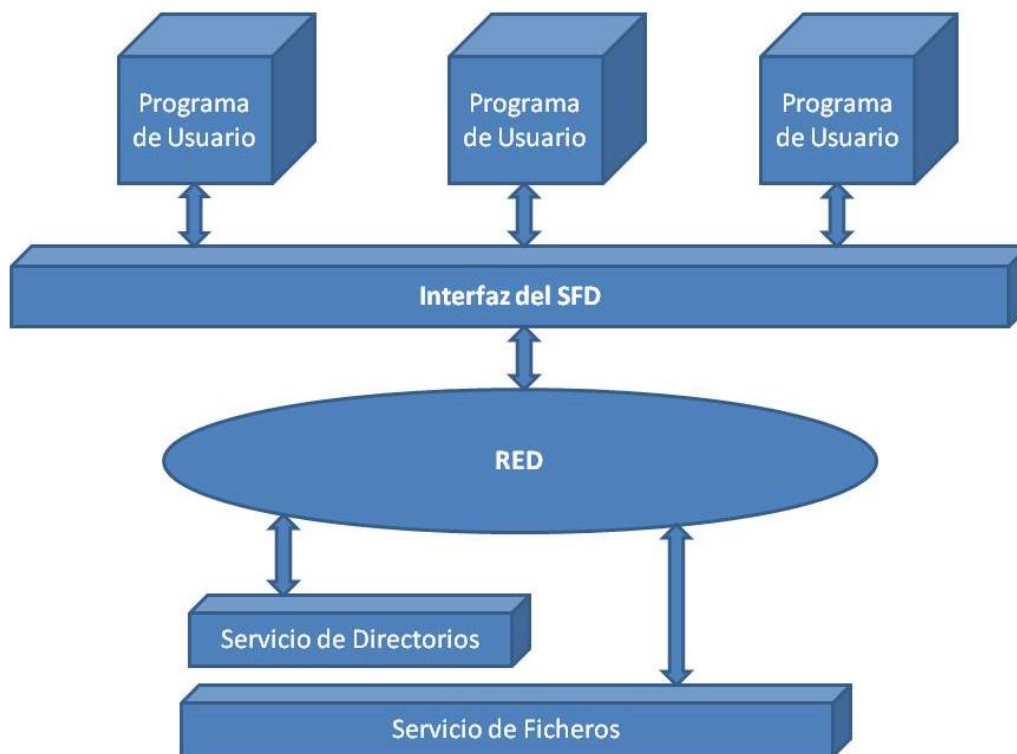 Programa
de Usuario
Programa
de Usuario
Programa
de Usuario
Interfaz del SFD
RED
Servicio de Directorios
Servicio de Ficheros